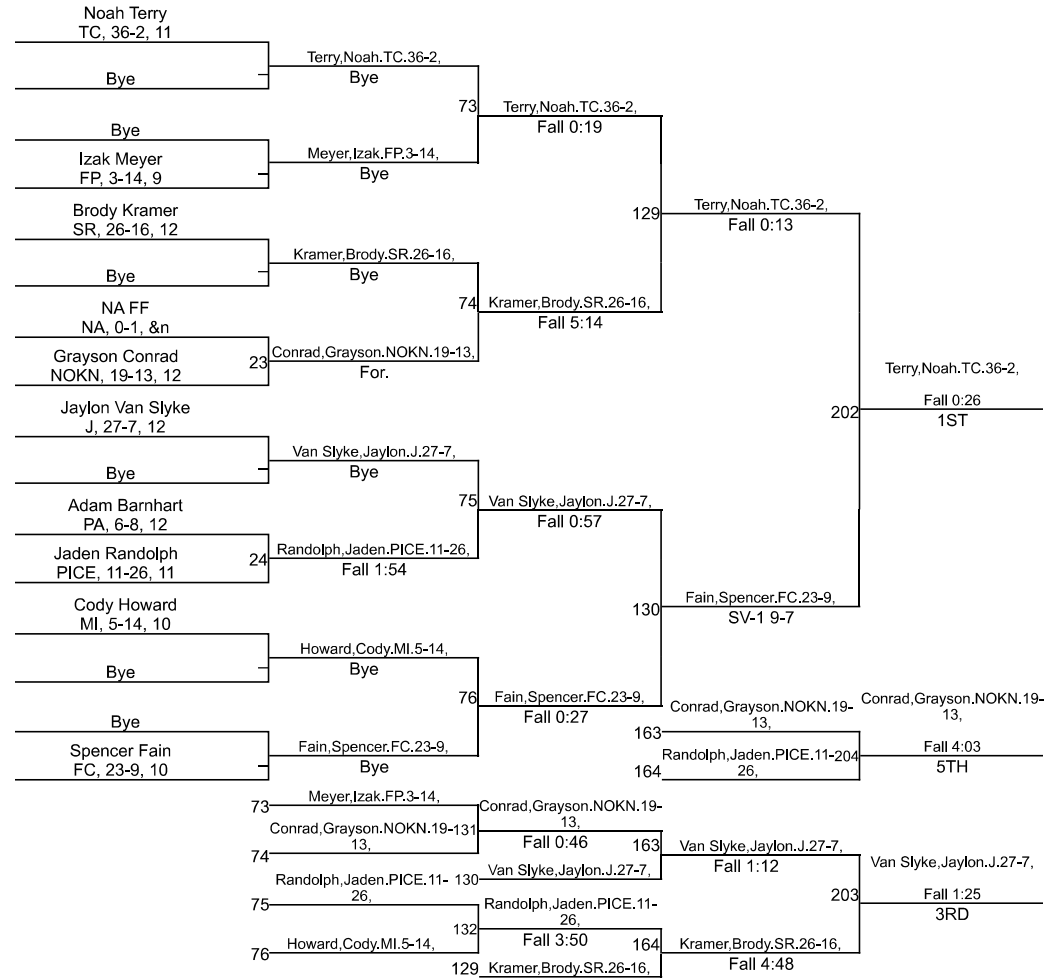 Noah Terry
TC, 36-2, 11
Bye
Terry,Noah.TC.36-2,
Bye
73
Terry,Noah.TC.36-2,
Fall 0:19
Bye
Izak Meyer
FP, 3-14, 9
Meyer,Izak.FP.3-14,
Bye
129
Terry,Noah.TC.36-2,
Fall 0:13
Brody Kramer
SR, 26-16, 12
Bye
Kramer,Brody.SR.26-16,
Bye
74
Kramer,Brody.SR.26-16,
Fall 5:14
NA FF
NA, 0-1, &n
Grayson Conrad
NOKN, 19-13, 12
23
Conrad,Grayson.NOKN.19-13,
For.
202
Terry,Noah.TC.36-2,
Fall 0:26
1ST
Jaylon Van Slyke
J, 27-7, 12
Bye
Van Slyke,Jaylon.J.27-7,
Bye
75
Van Slyke,Jaylon.J.27-7,
Fall 0:57
Adam Barnhart
PA, 6-8, 12
Jaden Randolph
PICE, 11-26, 11
24
Randolph,Jaden.PICE.11-26,
Fall 1:54
130
Fain,Spencer.FC.23-9,
SV-1 9-7
Cody Howard
MI, 5-14, 10
Bye
Howard,Cody.MI.5-14,
Bye
76
Fain,Spencer.FC.23-9,
Fall 0:27
Bye
Spencer Fain
FC, 23-9, 10
Fain,Spencer.FC.23-9,
Bye
163
Conrad,Grayson.NOKN.19-
13,
164
Randolph,Jaden.PICE.11-
26,
204
Conrad,Grayson.NOKN.19-
13,
Fall 4:03
5TH
73
Meyer,Izak.FP.3-14,
74
Conrad,Grayson.NOKN.19-
13,
131
Conrad,Grayson.NOKN.19-
13,
Fall 0:46
130
Van Slyke,Jaylon.J.27-7,
163
Van Slyke,Jaylon.J.27-7,
Fall 1:12
75
Randolph,Jaden.PICE.11-
26,
76
Howard,Cody.MI.5-14,
132
Randolph,Jaden.PICE.11-
26,
Fall 3:50
129
Kramer,Brody.SR.26-16,
164
Kramer,Brody.SR.26-16,
Fall 4:48
203
Van Slyke,Jaylon.J.27-7,
Fall 1:25
3RD